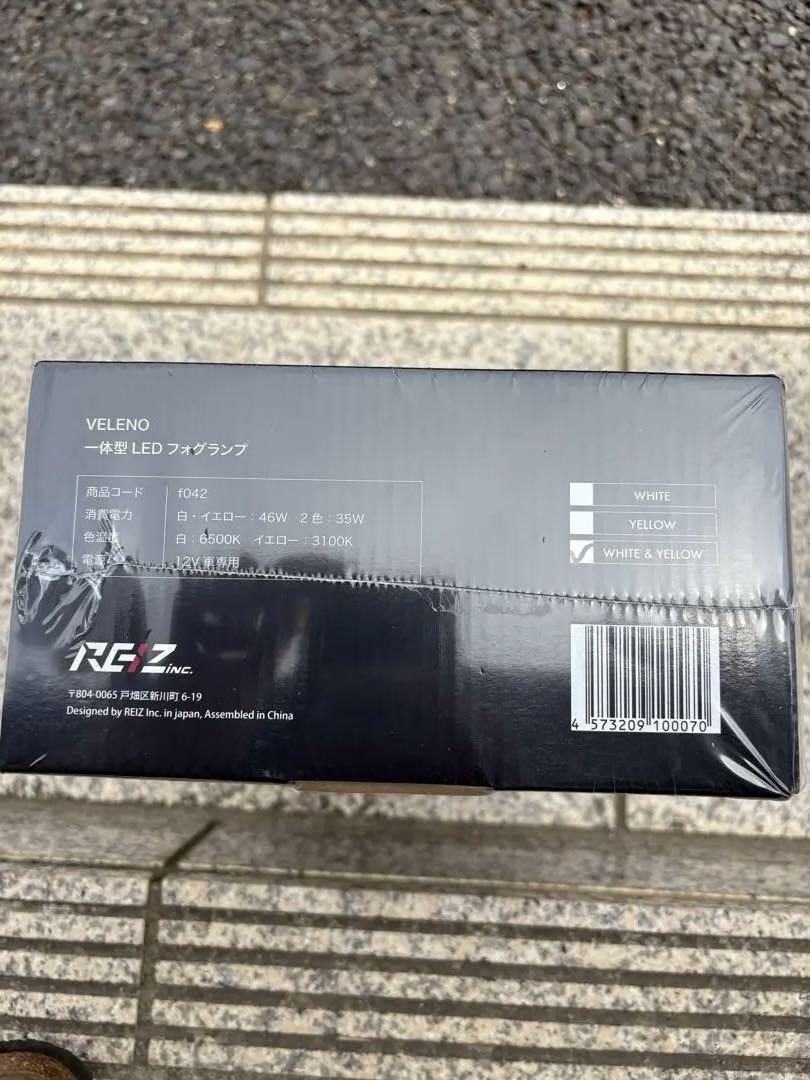 VELENO
一体型 LED フォグランプ
商品コード f042
消費電力 白・イエロー:46W 2色:35W
色温度 白:6500K イエロー:3100K
電源 12V 車専用
WHITE
YELLOW
WHITE & YELLOW
REIZ INC.
〒804-0065 戸畑区新川町 6-19
Designed by REIZ Inc. in japan, Assembled in China
4 573209 100070